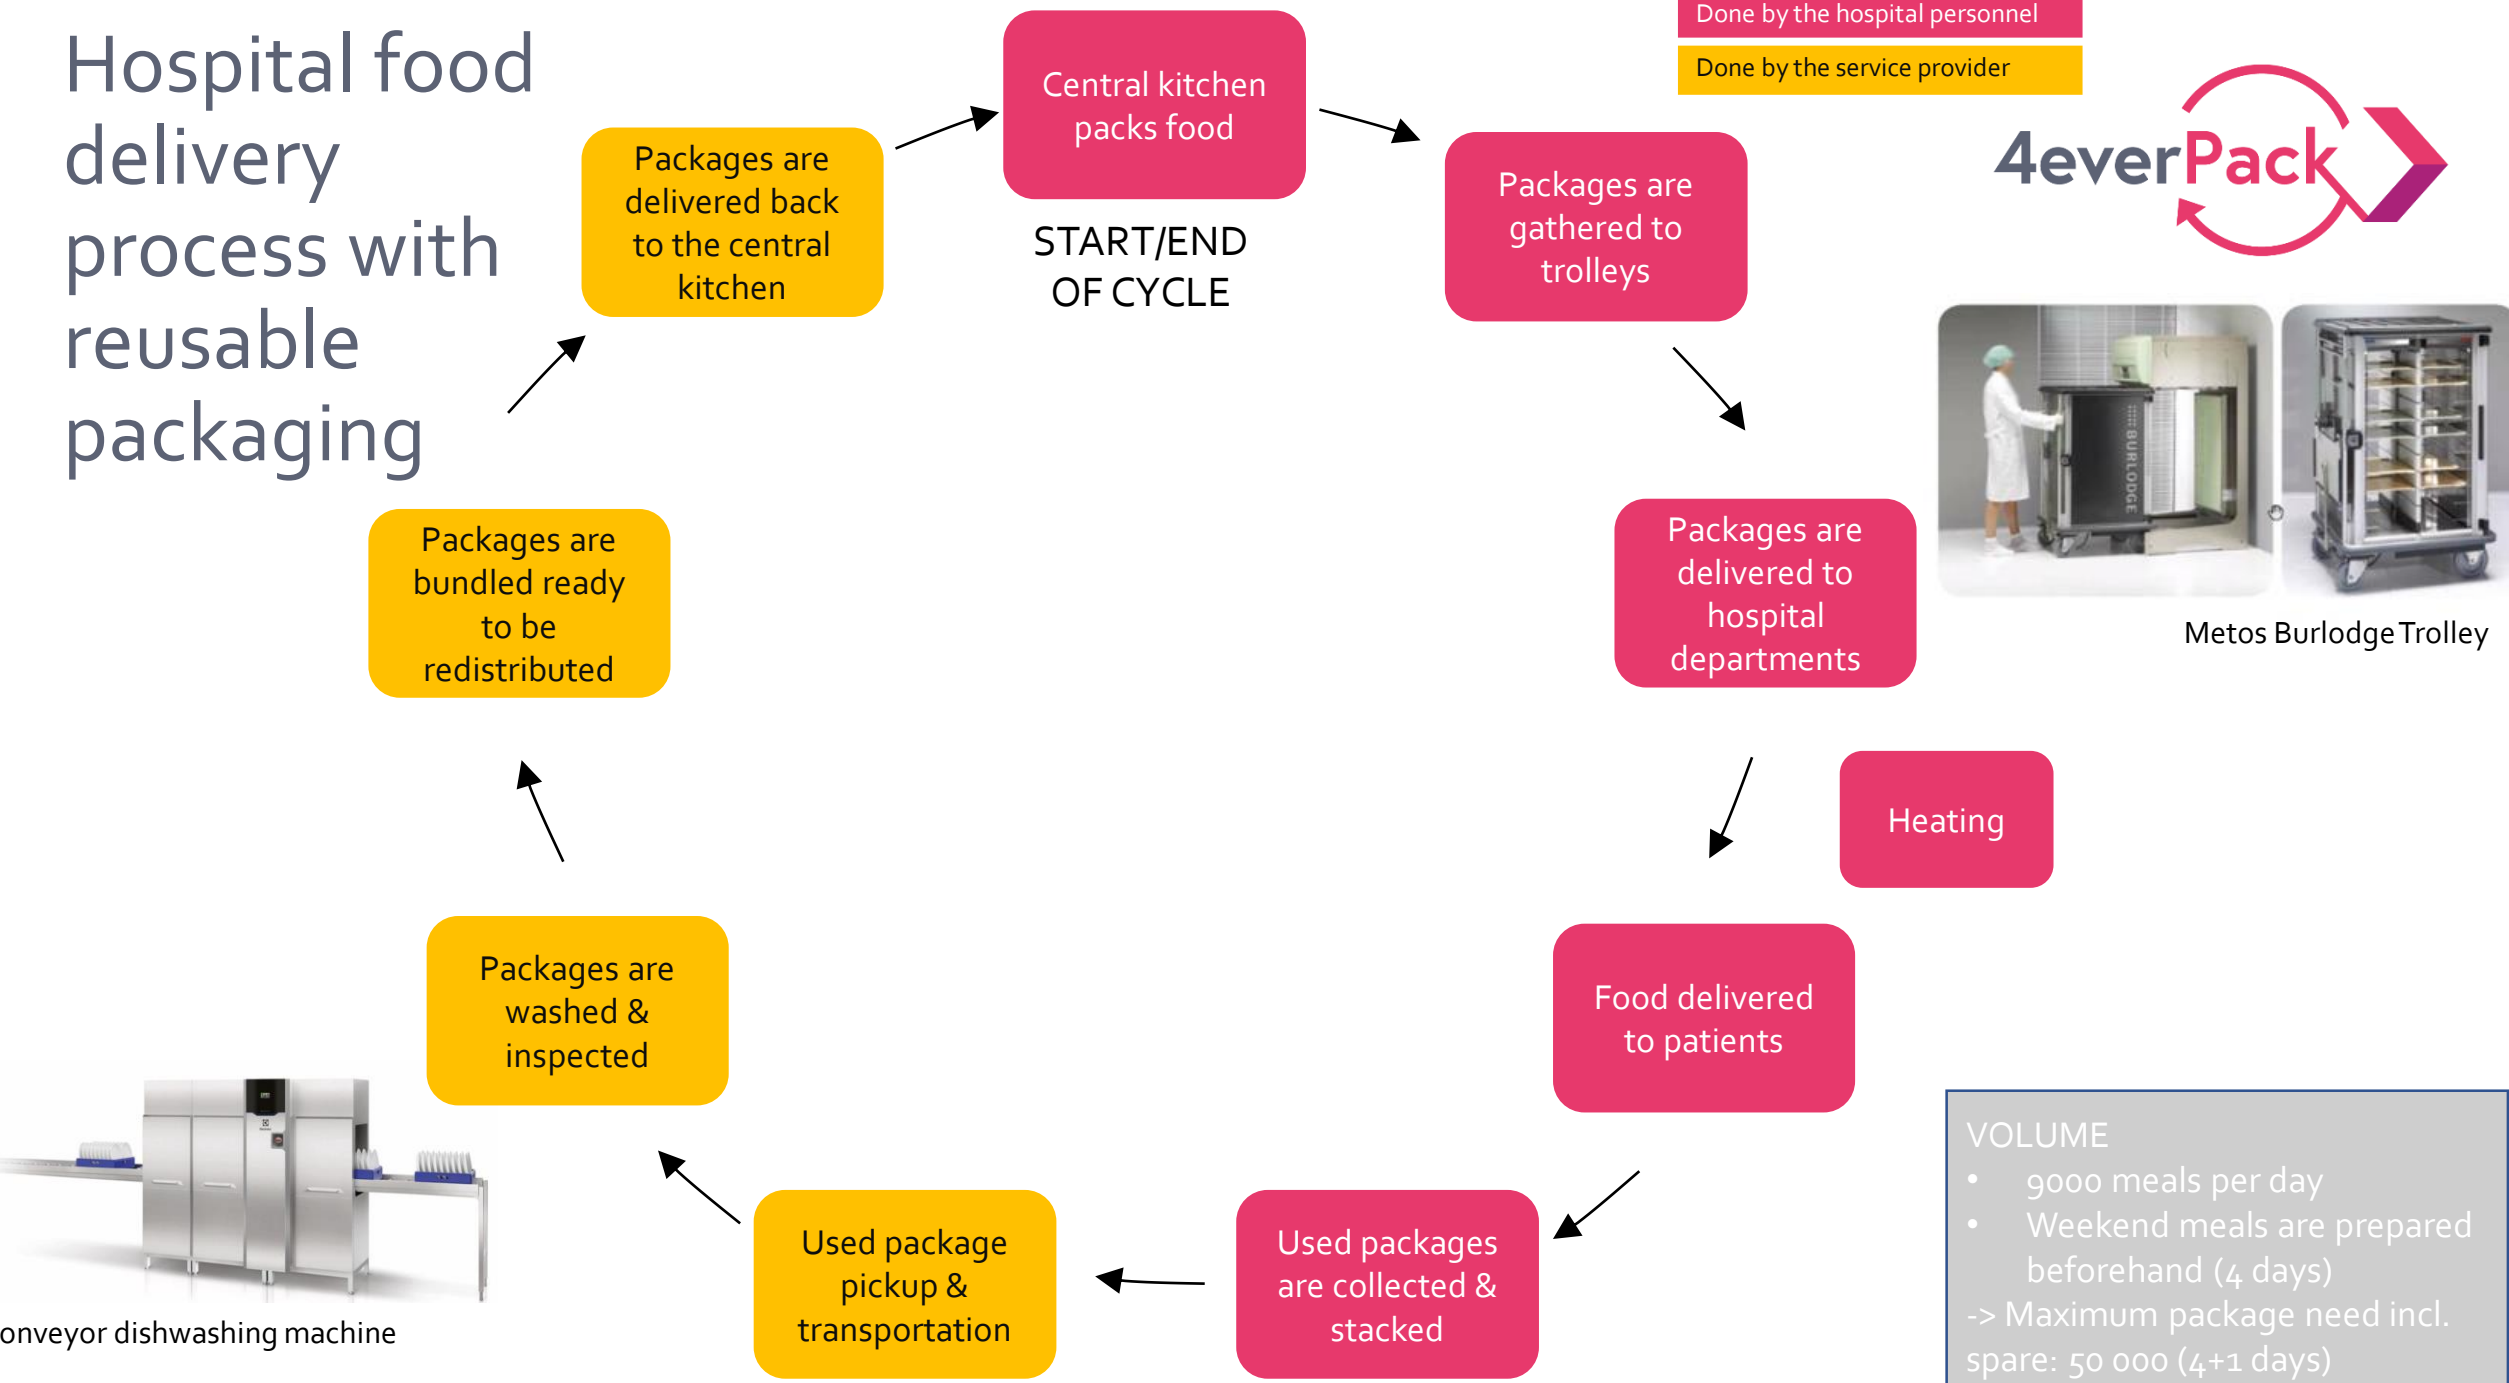 Hospital food
delivery
process with
reusable
packaging
Done by the hospital personnel
Done by the service provider
4everPack
Central kitchen
packs food
START/END
OF CYCLE
Packages are
gathered to
trolleys
Packages are
delivered to
hospital
departments
BURLODGE
Metos Burlodge Trolley
Heating
Food delivered
to patients
Used packages
are collected &
stacked
Used package
pickup &
transportation
Packages are
washed &
inspected
onveyor dishwashing machine
Packages are
bundled ready
to be
redistributed
Packages are
delivered back
to the central
kitchen
VOLUME
• 9000 meals per day
• Weekend meals are prepared
beforehand (4 days)
-> Maximum package need incl.
spare: 50 000 (4+1 days)